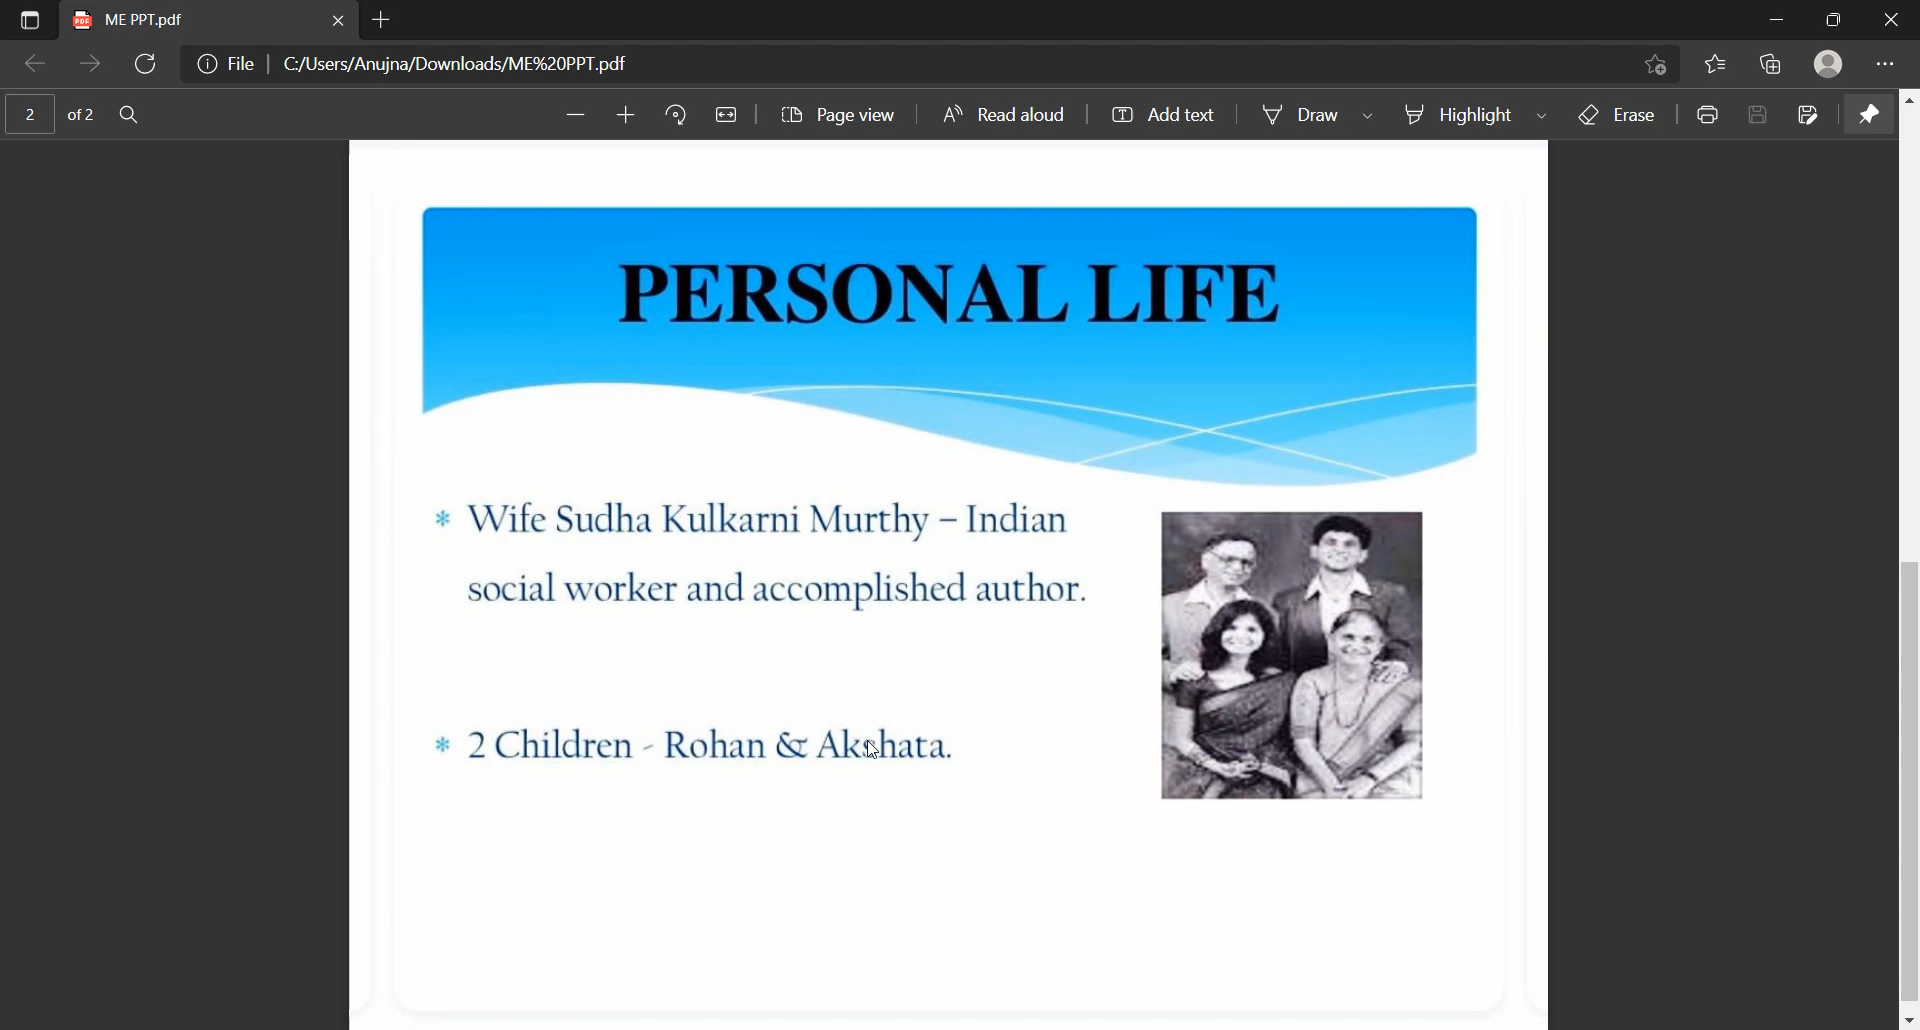 ME PPT.pdf
File | C:/Users/Anujna/Downloads/ME%20PPT.pdf
2 of 2 Page view Read aloud Add text Draw Highlight Erase
PERSONAL LIFE
* Wife Sudha Kulkarni Murthy – Indian
social worker and accomplished author.
* 2 Children - Rohan & Akshata.